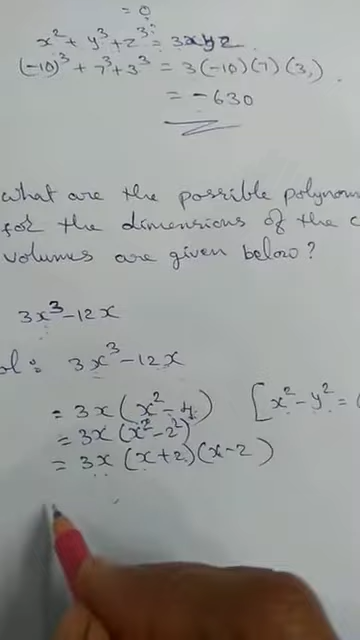 = 0
x² + y³ + z³ = 3xyz.
(-10)³ + 7³ + 3³ = 3(-10)(7)(3)
= -630
what are the possible
for the dimensions of the
volumes are given below?
3x³-12x
3x³-12x
= 3x(x²-4) [x²-y²=
= 3x(x²-2²)
= 3x(x+2)(x-2)